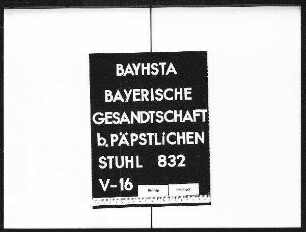 BAYHSTA
BAYERISCHE
GESANDTSCHAFT
b. PÄPSTLiCHEN
STUHL 832
V-16